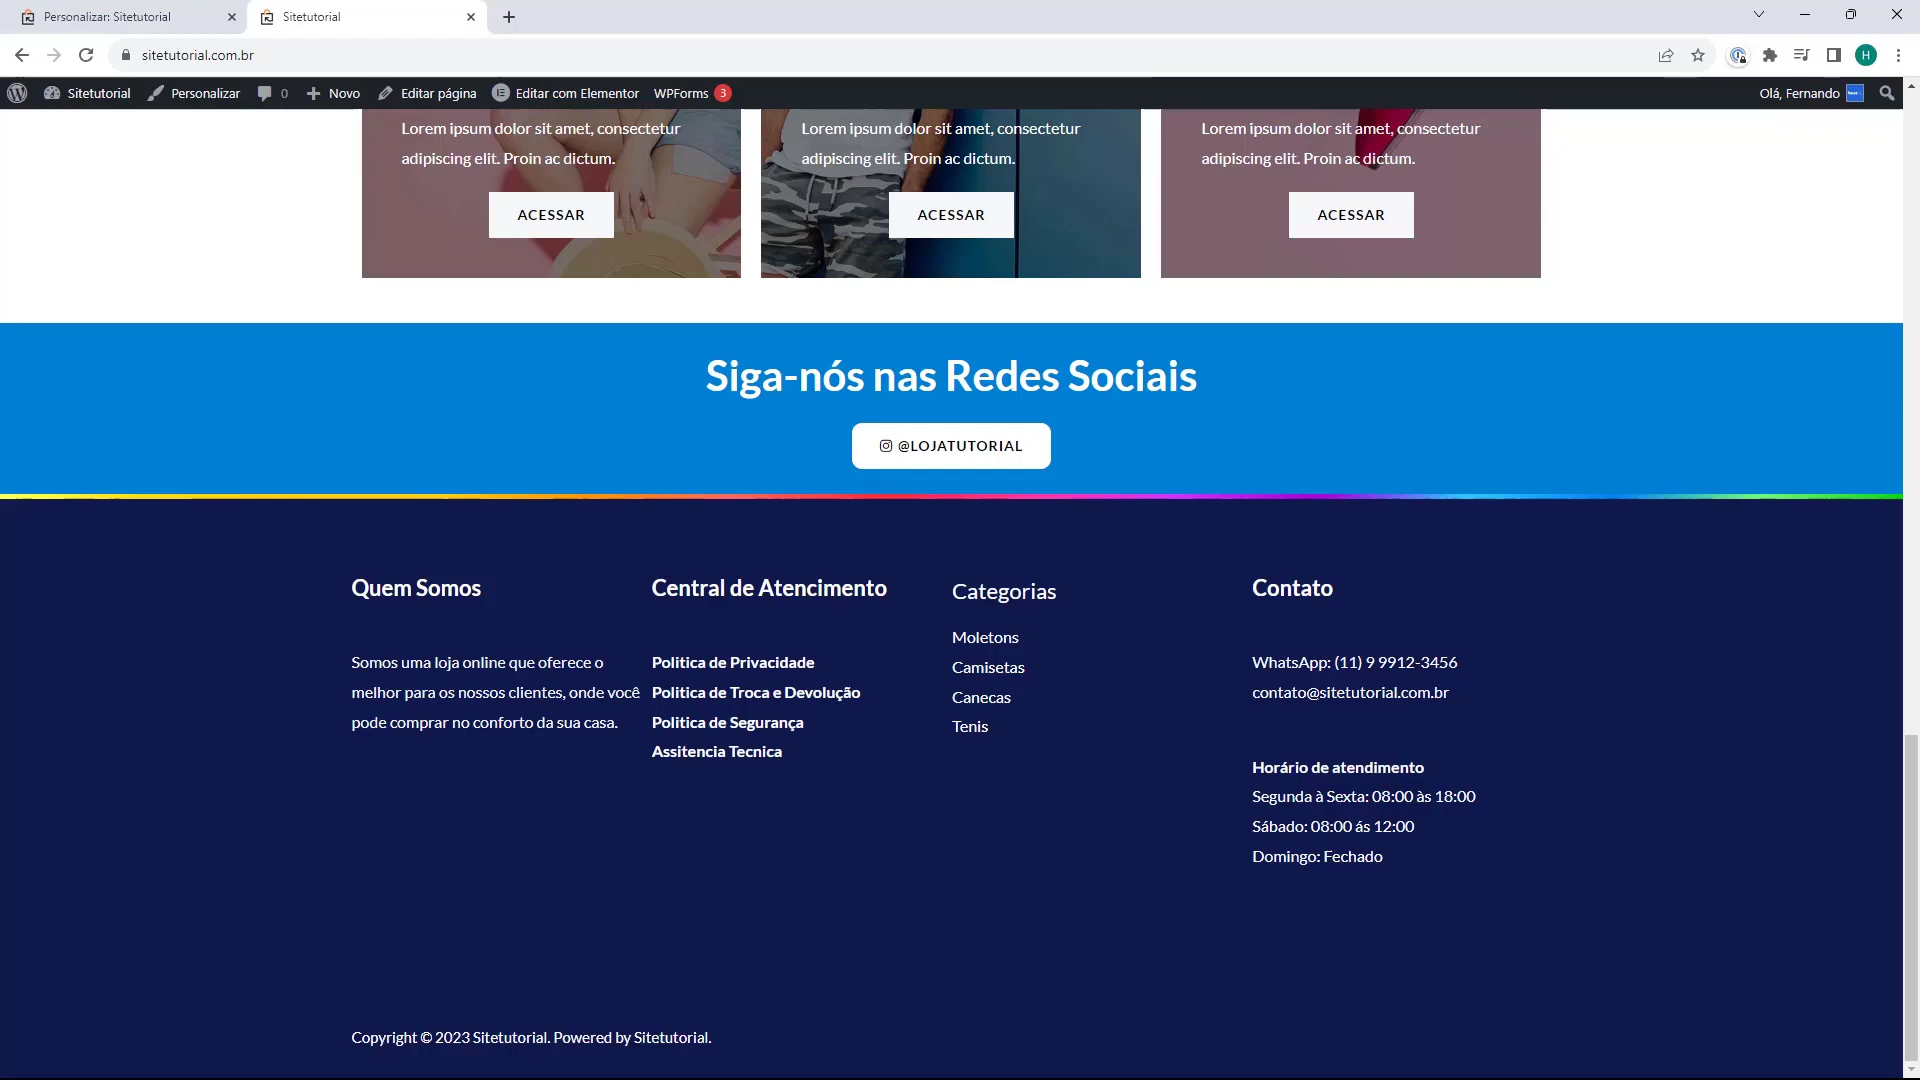 Personalizar: Sitetutorial
Sitetutorial
sitetutorial.com.br
H
Sitetutorial Personalizar 0 Novo Editar página Editar com Elementor WPForms 3 Olá, Fernando
Lorem ipsum dolor sit amet, consectetur
adipiscing elit. Proin ac dictum.
ACESSAR
Lorem ipsum dolor sit amet, consectetur
adipiscing elit. Proin ac dictum.
ACESSAR
Lorem ipsum dolor sit amet, consectetur
adipiscing elit. Proin ac dictum.
ACESSAR
Siga-nós nas Redes Sociais
@LOJATUTORIAL
Quem Somos
Somos uma loja online que oferece o
melhor para os nossos clientes, onde você
pode comprar no conforto da sua casa.
Central de Atencimento
Politica de Privacidade
Politica de Troca e Devolução
Politica de Segurança
Assitencia Tecnica
Categorias
Moletons
Camisetas
Canecas
Tenis
Contato
WhatsApp: (11) 9 9912-3456
contato@sitetutorial.com.br
Horário de atendimento
Segunda à Sexta: 08:00 às 18:00
Sábado: 08:00 ás 12:00
Domingo: Fechado
Copyright © 2023 Sitetutorial. Powered by Sitetutorial.